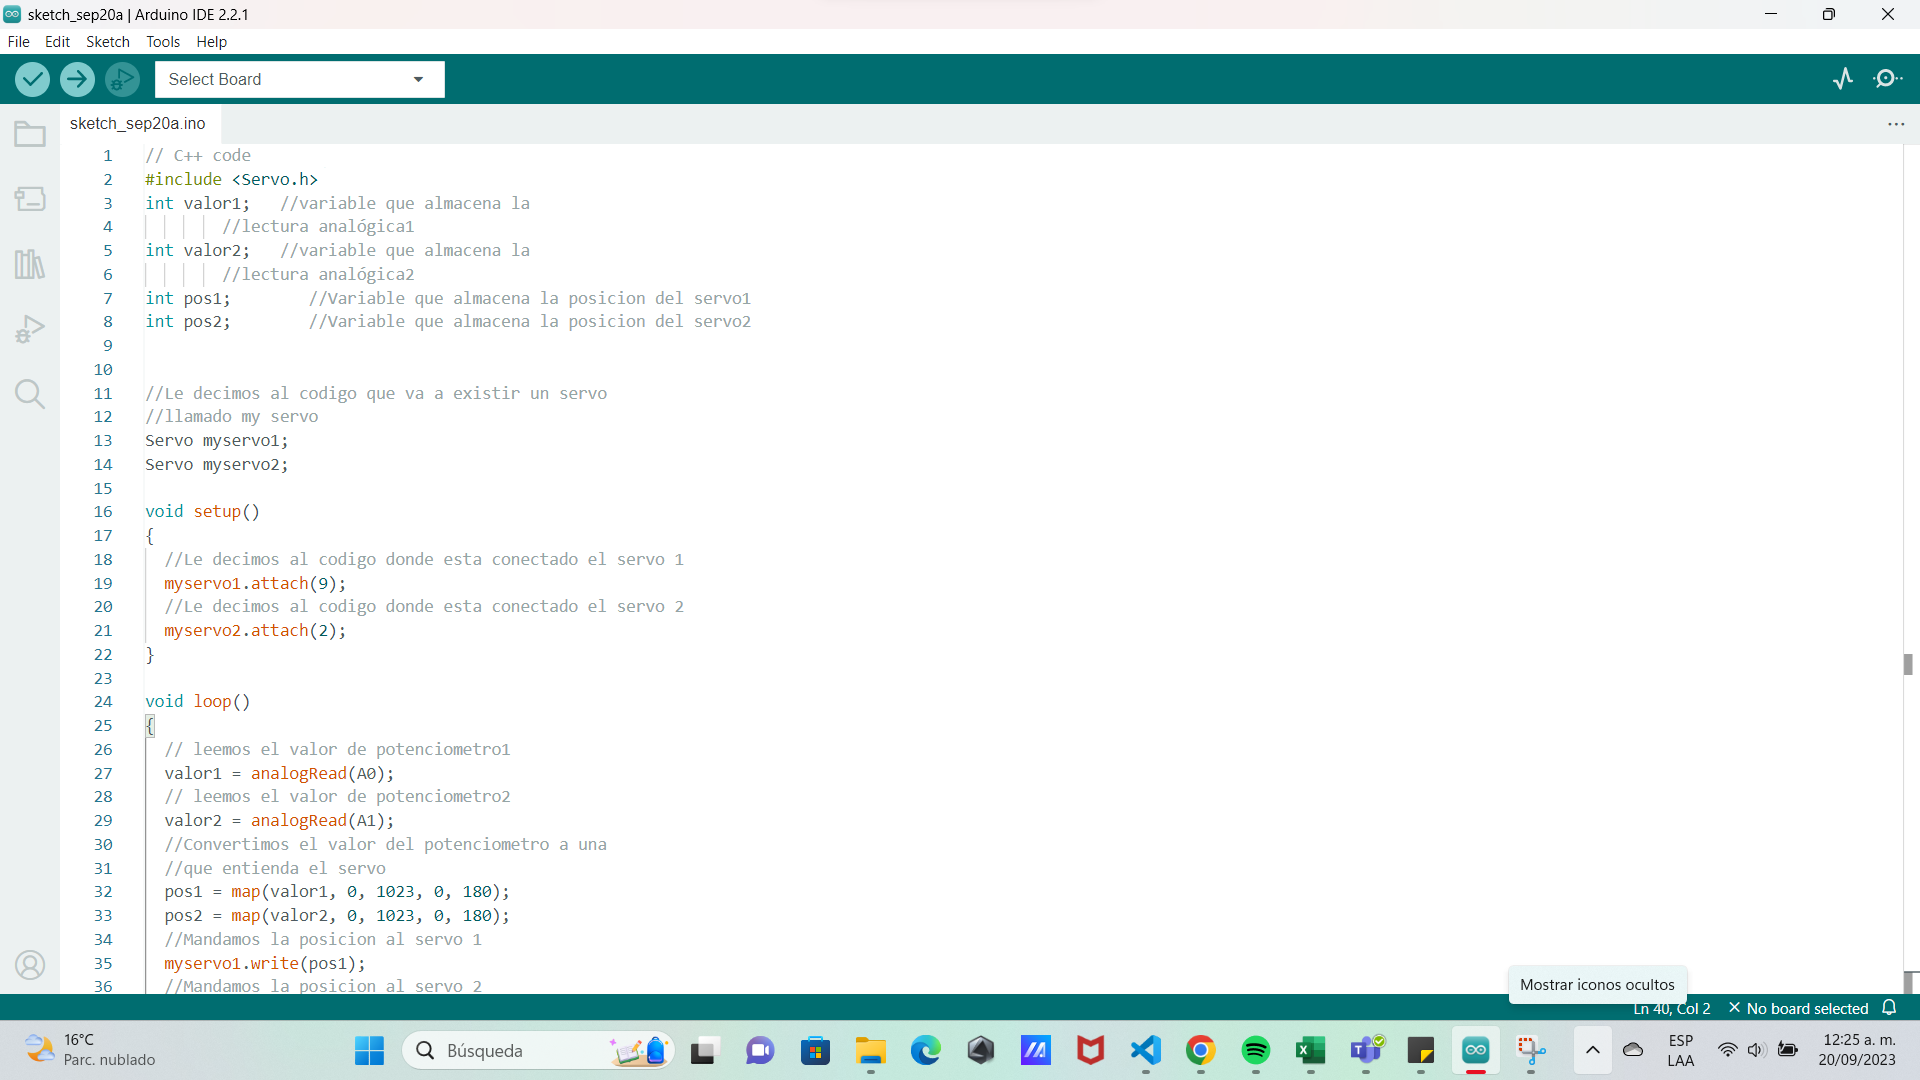 sketch_sep20a | Arduino IDE 2.2.1
File Edit Sketch Tools Help
Select Board
sketch_sep20a.ino
1 // C++ code
2 #include <Servo.h>
3 int valor1; //variable que almacena la
4 //lectura analógica1
5 int valor2; //variable que almacena la
6 //lectura analógica2
7 int pos1; //Variable que almacena la posicion del servo1
8 int pos2; //Variable que almacena la posicion del servo2
9
10
11 //Le decimos al codigo que va a existir un servo
12 //llamado my servo
13 Servo myservo1;
14 Servo myservo2;
15
16 void setup()
17 {
18 //Le decimos al codigo donde esta conectado el servo 1
19 myservo1.attach(9);
20 //Le decimos al codigo donde esta conectado el servo 2
21 myservo2.attach(2);
22 }
23
24 void loop()
25 {
26 // leemos el valor de potenciometro1
27 valor1 = analogRead(A0);
28 // leemos el valor de potenciometro2
29 valor2 = analogRead(A1);
30 //Convertimos el valor del potenciometro a una
31 //que entienda el servo
32 pos1 = map(valor1, 0, 1023, 0, 180);
33 pos2 = map(valor2, 0, 1023, 0, 180);
34 //Mandamos la posicion al servo 1
35 myservo1.write(pos1);
36 //Mandamos la posicion al servo 2
Mostrar iconos ocultos
Ln 40, Col 2 No board selected
16°C
Parc. nublado
Búsqueda
ESP
LAA
12:25 a. m.
20/09/2023